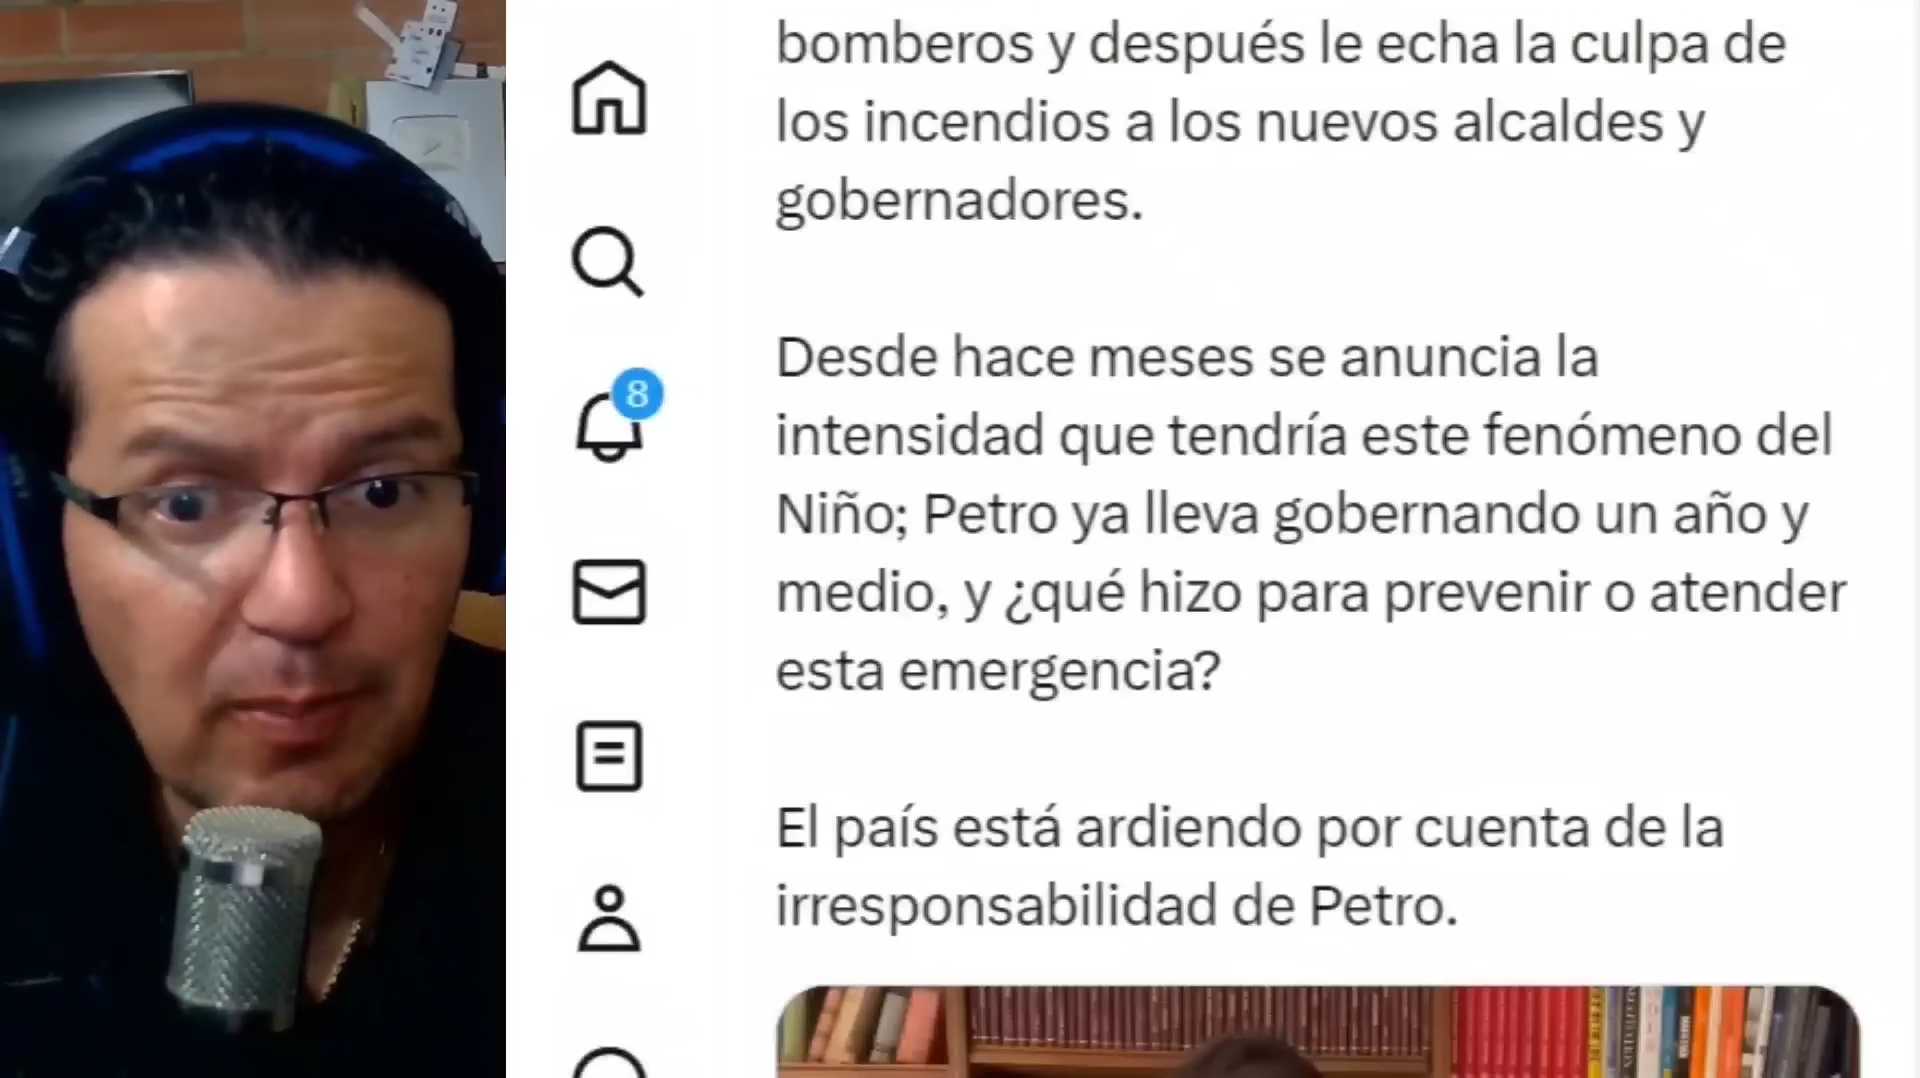 bomberos y después le echa la culpa de
los incendios a los nuevos alcaldes y
gobernadores.
8
Desde hace meses se anuncia la
intensidad que tendría este fenómeno del
Niño; Petro ya lleva gobernando un año y
medio, y ¿qué hizo para prevenir o atender
esta emergencia?
El país está ardiendo por cuenta de la
irresponsabilidad de Petro.